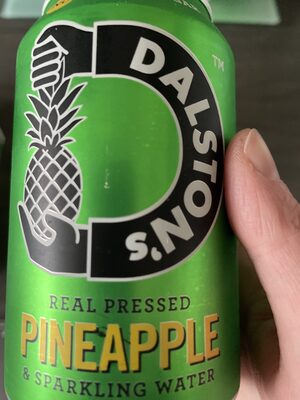 DALSTON's
TM
REAL PRESSED
PINEAPPLE
& SPARKLING WATER